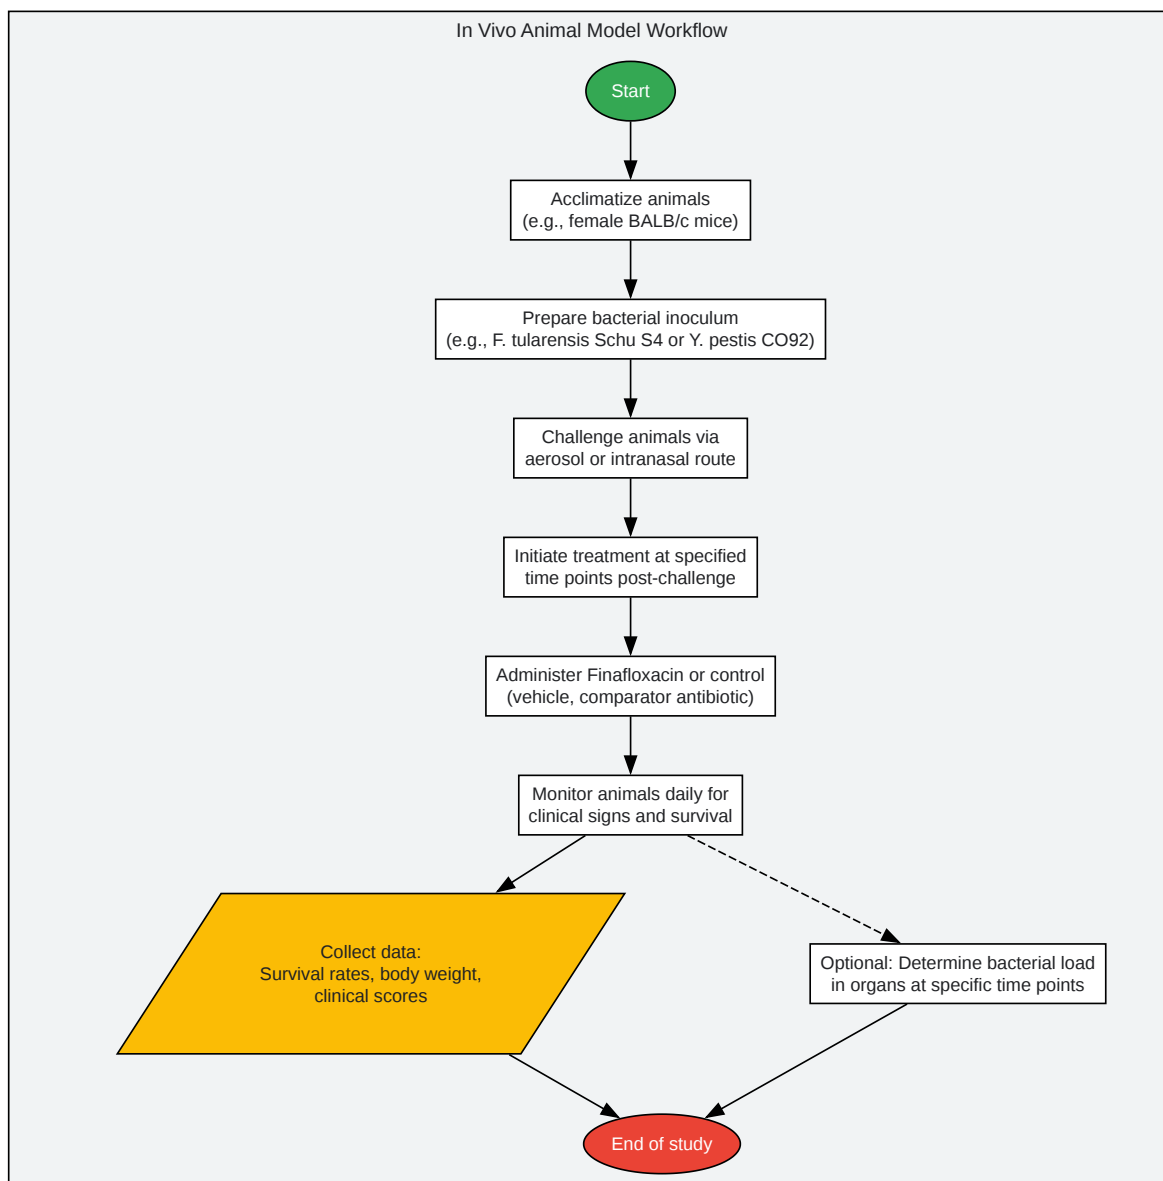 In Vivo Animal Model Workflow
Start
Acclimatize animals
(e.g., female BALB/c mice)
Prepare bacterial inoculum
(e.g., F. tularensis Schu S4 or Y. pestis CO92)
Challenge animals via
aerosol or intranasal route
Initiate treatment at specified
time points post-challenge
Administer Finafloxacin or control
(vehicle, comparator antibiotic)
Monitor animals daily for
clinical signs and survival
Collect data:
Survival rates, body weight,
clinical scores
Optional: Determine bacterial load
in organs at specific time points
End of study